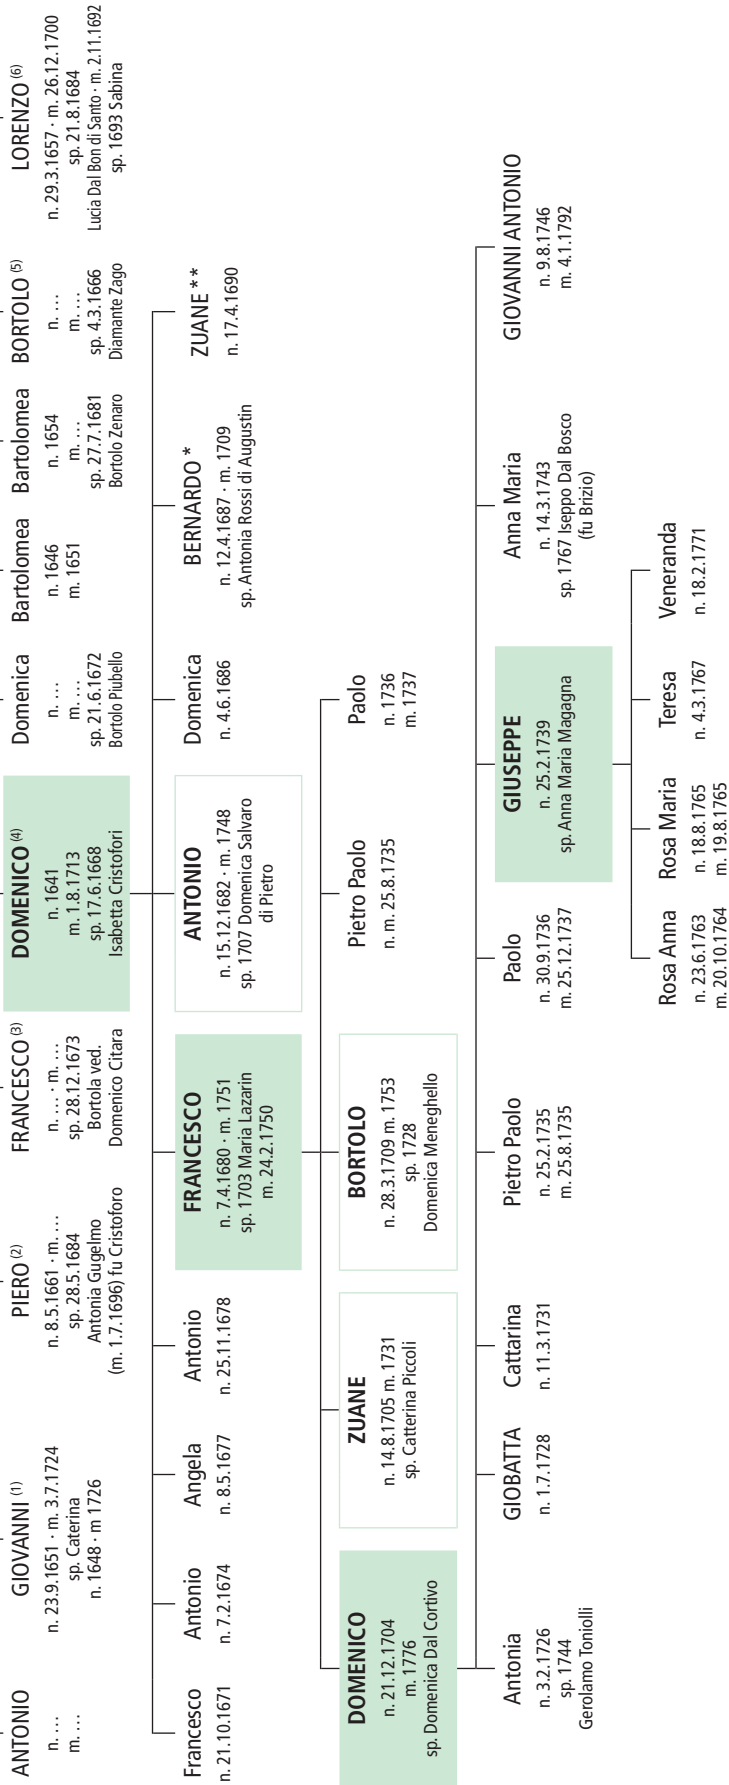 ANTONIO
n. …
m. …
GIOVANNI (1)
n. 23.9.1651 · m. 3.7.1724
sp. Caterina
n. 1648 · m 1726
PIERO (2)
n. 8.5.1661 · m. …
sp. 28.5.1684
Antonia Gugelmo
(m. 1.7.1696) fu Cristoforo
FRANCESCO (3)
n. … · m. …
sp. 28.12.1673
Bortola ved.
Domenico Citara
DOMENICO (4)
n. 1641
m. 1.8.1713
sp. 17.6.1668
Isabetta Cristofori
Domenica
n. …
m. …
sp. 21.6.1672
Bortolo Piubello
Bartolomea
n. 1646
m. 1651
Bartolomea
n. 1654
m. …
sp. 27.7.1681
Bortolo Zenaro
BORTOLO (5)
n. …
m. …
sp. 4.3.1666
Diamante Zago
LORENZO (6)
n. 29.3.1657 · m. 26.12.1700
sp. 21.8.1684
Lucia Dal Bon di Santo · m. 2.11.1692
sp. 1693 Sabina
Francesco
n. 21.10.1671
Antonio
n. 7.2.1674
Angela
n. 8.5.1677
Antonio
n. 25.11.1678
FRANCESCO
n. 7.4.1680 · m. 1751
sp. 1703 Maria Lazarin
m. 24.2.1750
ANTONIO
n. 15.12.1682 · m. 1748
sp. 1707 Domenica Salvaro
di Pietro
Domenica
n. 4.6.1686
BERNARDO *
n. 12.4.1687 · m. 1709
sp. Antonia Rossi di Augustin
ZUANE **
n. 17.4.1690
DOMENICO
n. 21.12.1704
m. 1776
sp. Domenica Dal Cortivo
ZUANE
n. 14.8.1705 m. 1731
sp. Catterina Piccoli
BORTOLO
n. 28.3.1709 m. 1753
sp. 1728
Domenica Meneghello
Pietro Paolo
n. m. 25.8.1735
Paolo
n. 1736
m. 1737
Antonia
n. 3.2.1726
sp. 1744
Gerolamo Toniolli
GIOBATTA
n. 1.7.1728
Cattarina
n. 11.3.1731
Pietro Paolo
n. 25.2.1735
m. 25.8.1735
Paolo
n. 30.9.1736
m. 25.12.1737
GIUSEPPE
n. 25.2.1739
sp. Anna Maria Magagna
Anna Maria
n. 14.3.1743
sp. 1767 Iseppo Dal Bosco
(fu Brizio)
GIOVANNI ANTONIO
n. 9.8.1746
m. 4.1.1792
Rosa Anna
n. 23.6.1763
m. 20.10.1764
Rosa Maria
n. 18.8.1765
m. 19.8.1765
Teresa
n. 4.3.1767
Veneranda
n. 18.2.1771